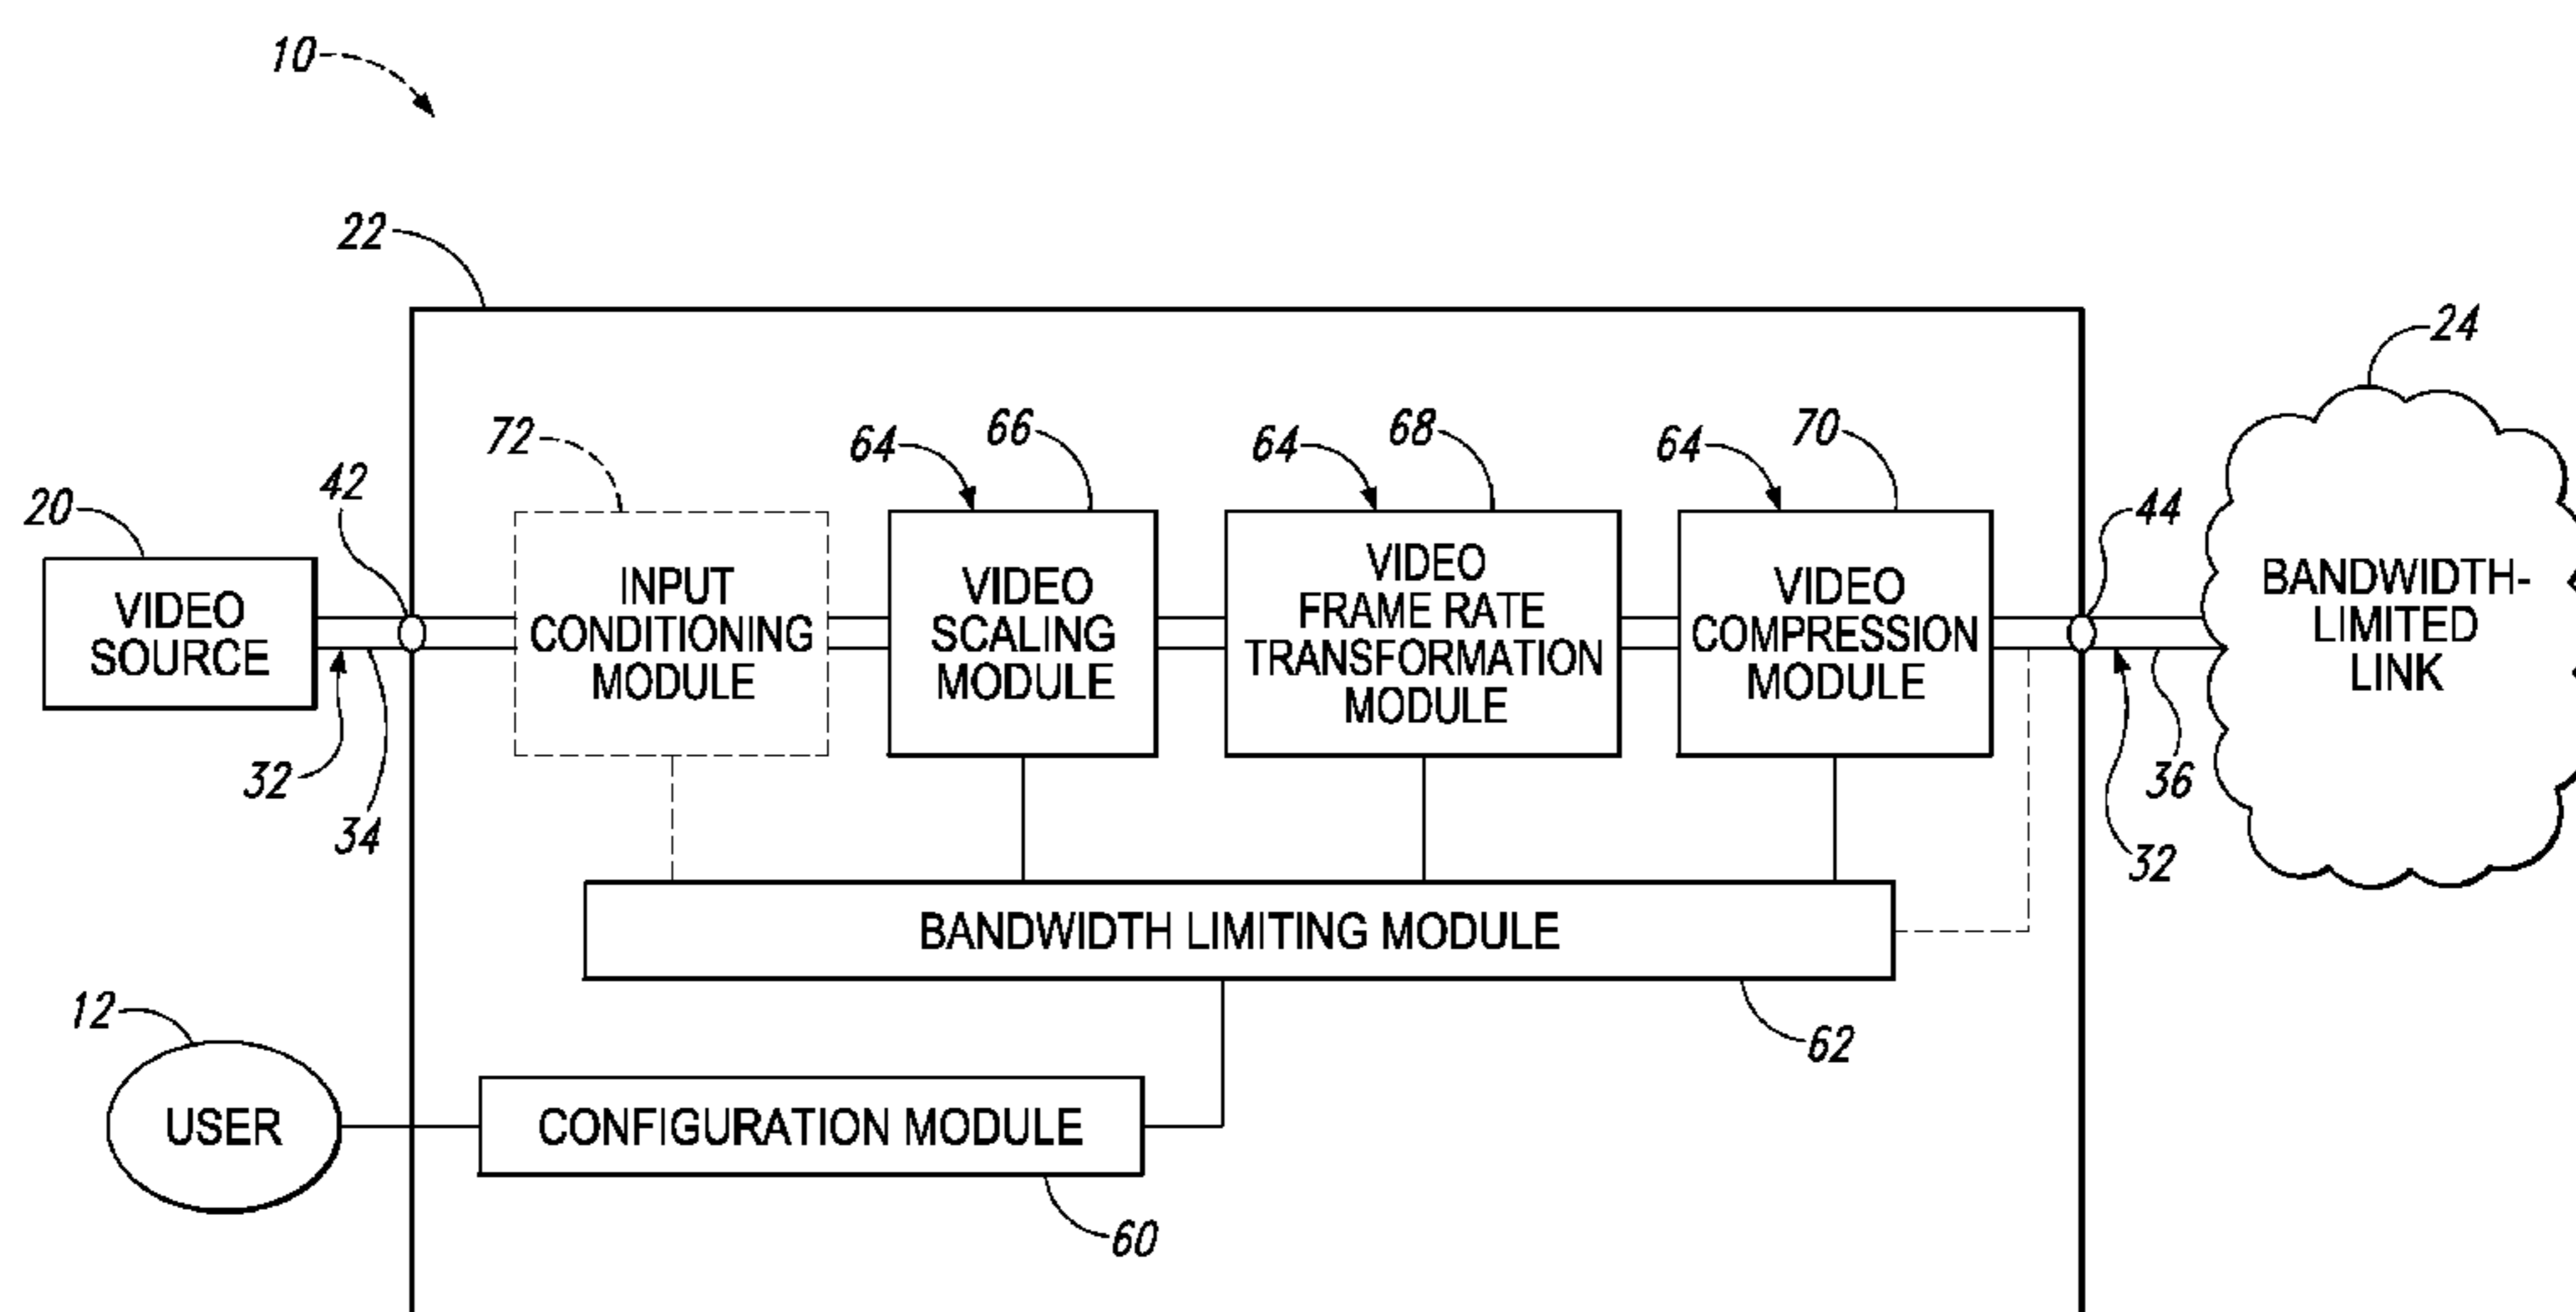 10
22
24
72
64
66
64
68
64
70
42
44
20
VIDEO
SOURCE
INPUT
CONDITIONING
MODULE
VIDEO
SCALING
MODULE
VIDEO
FRAME RATE
TRANSFORMATION
MODULE
VIDEO
COMPRESSION
MODULE
BANDWIDTH-
LIMITED
LINK
32
34
36
32
BANDWIDTH LIMITING MODULE
12
62
USER
CONFIGURATION MODULE
60